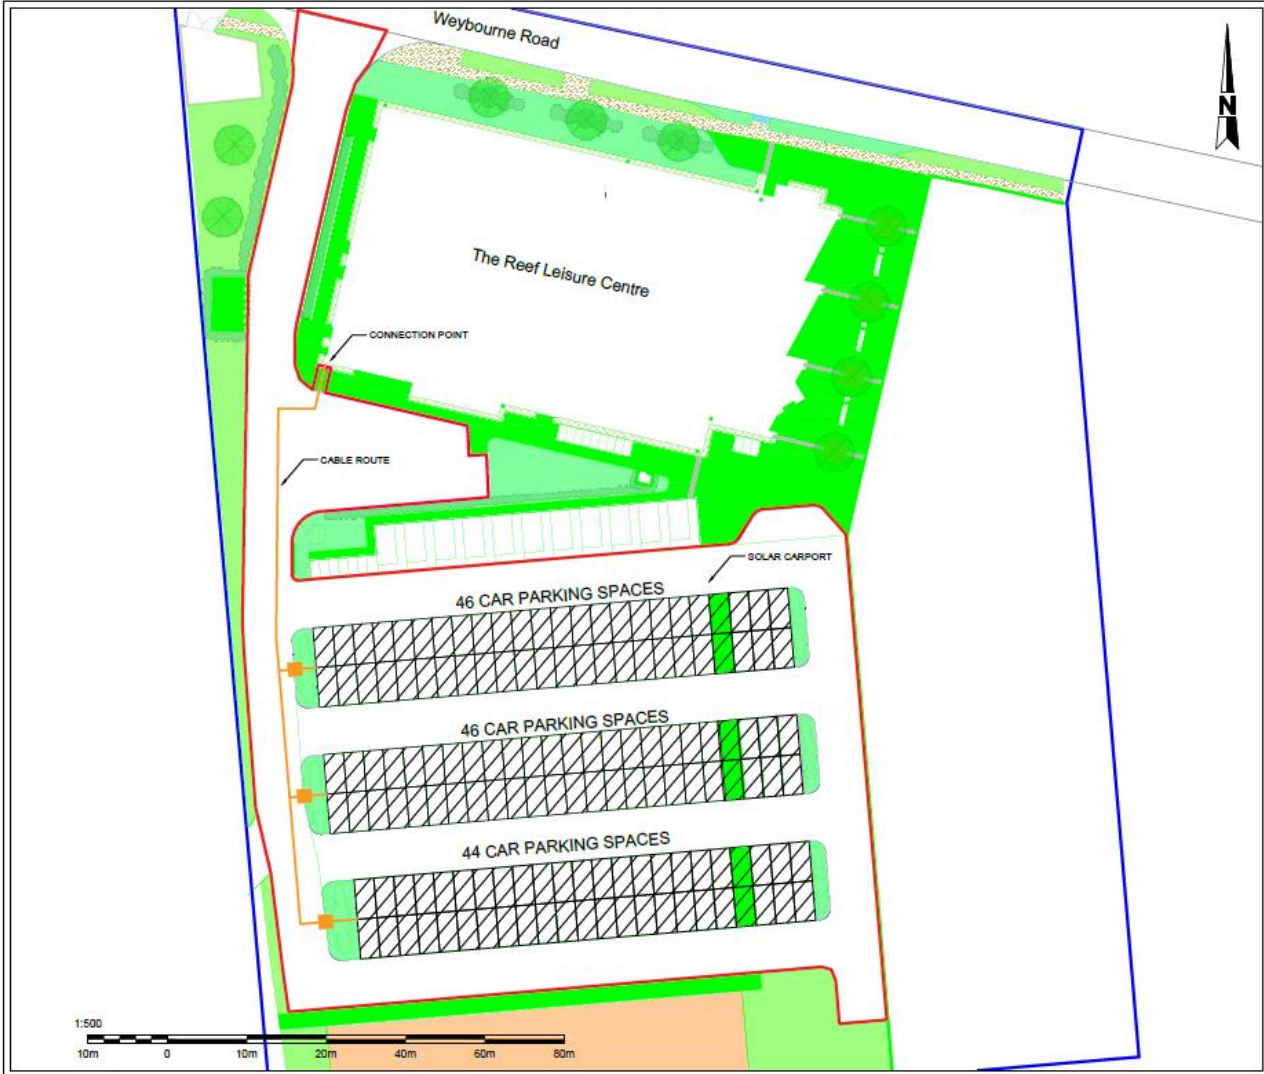 Weybourne Road
N
The Reef Leisure Centre
CONNECTION POINT
CABLE ROUTE
SOLAR CARPORT
46 CAR PARKING SPACES
46 CAR PARKING SPACES
44 CAR PARKING SPACES
1:500
10m 0 10m 20m 40m 60m 80m